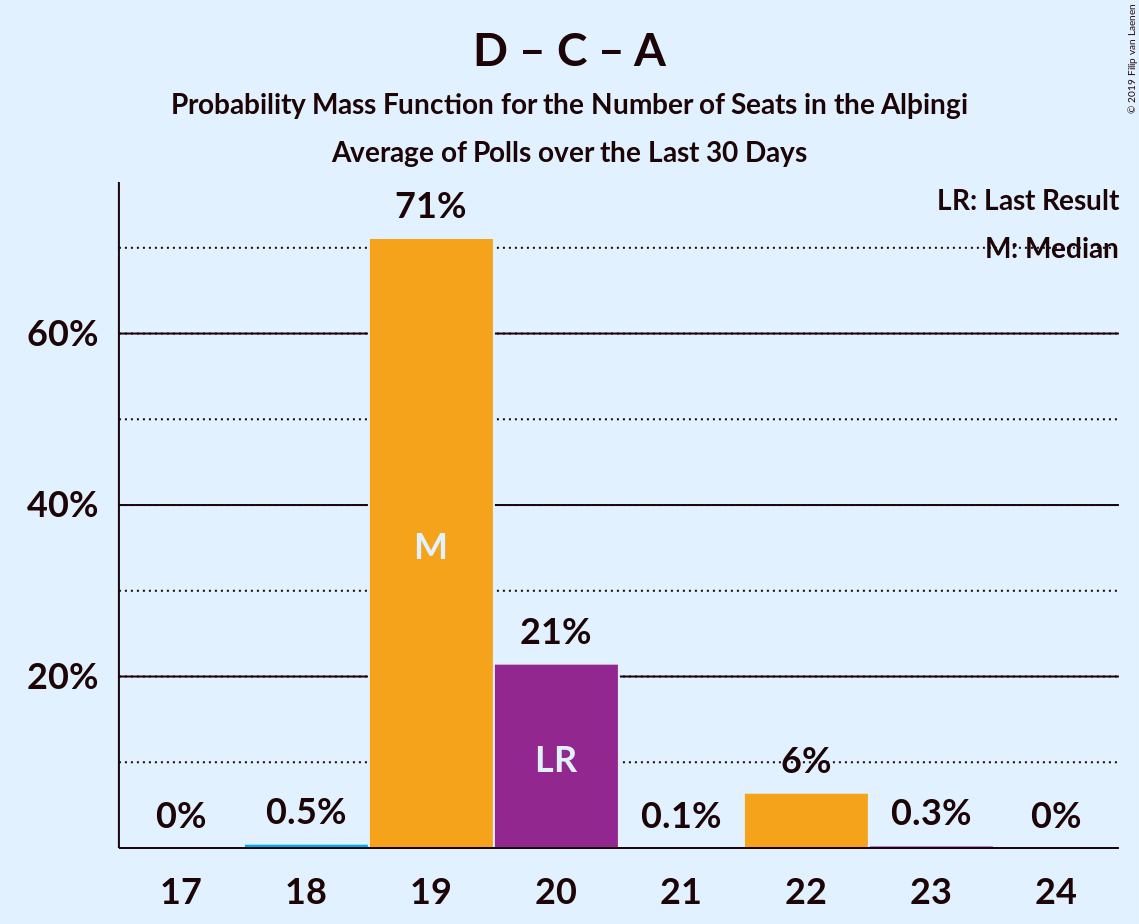 D – C – A
Probability Mass Function for the Number of Seats in the Alþingi
Average of Polls over the Last 30 Days
© 2019 Filip van Laenen
LR: Last Result
M: Median
71%
60%
40%
M
21%
20%
LR
6%
0%
0.5%
0.1%
0.3%
0%
17 18 19 20 21 22 23 24